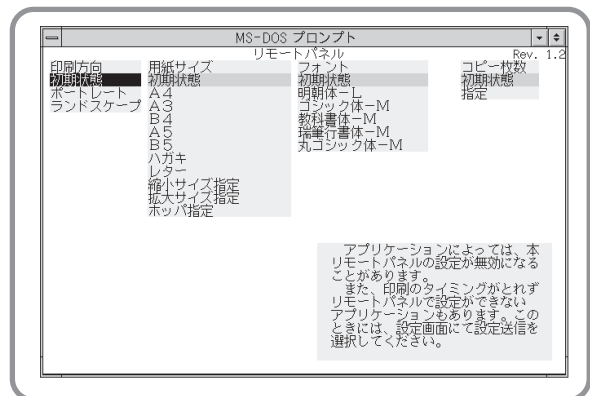 MS-DOS プロンプト
リモートパネル Rev. 1.2
印刷方向 用紙サイズ フォント コピー枚数
初期状態 初期状態 初期状態 初期状態
ポートレート A4 明朝体-L 指定
ランドスケープ A3 ゴシック体-M
B4 教科書体-M
A5 瑞筆行書体-M
B5 丸ゴシック体-M
ハガキ
レター
縮小サイズ指定
拡大サイズ指定
ホッパ指定
アプリケーションによっては、本
リモートパネルの設定が無効になる
ことがあります。
また、印刷のタイミングがとれず
リモートパネルで設定ができない
アプリケーションもあります。この
ときには、設定画面にて設定送信を
選択してください。